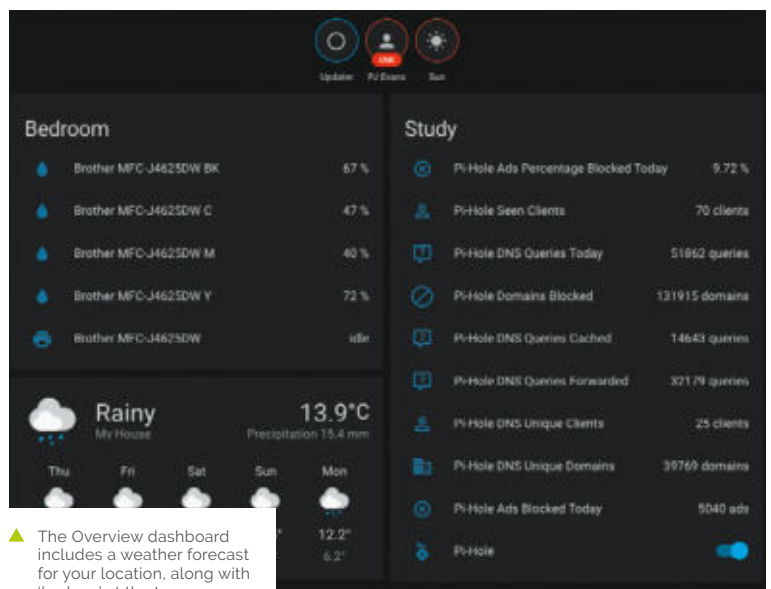 Updater PJ Evans Sun
Bedroom
Brother MFC-J4625DW BK 67 %
Brother MFC-J4625DW C 47 %
Brother MFC-J4625DW M 40 %
Brother MFC-J4625DW Y 72 %
Brother MFC-J4625DW idle
Rainy 13.9°C
My House Precipitation 15.4 mm
Thu Fri Sat Sun Mon
12.2°
6.2°
The Overview dashboard
includes a weather forecast
for your location, along with
Study
Pi-Hole Ads Percentage Blocked Today 9.72 %
Pi-Hole Seen Clients 70 clients
Pi-Hole DNS Queries Today 51862 queries
Pi-Hole Domains Blocked 131915 domains
Pi-Hole DNS Queries Cached 14643 queries
Pi-Hole DNS Queries Forwarded 32179 queries
Pi-Hole DNS Unique Clients 25 clients
Pi-Hole DNS Unique Domains 39769 domains
Pi-Hole Ads Blocked Today 5040 ads
Pi-Hole